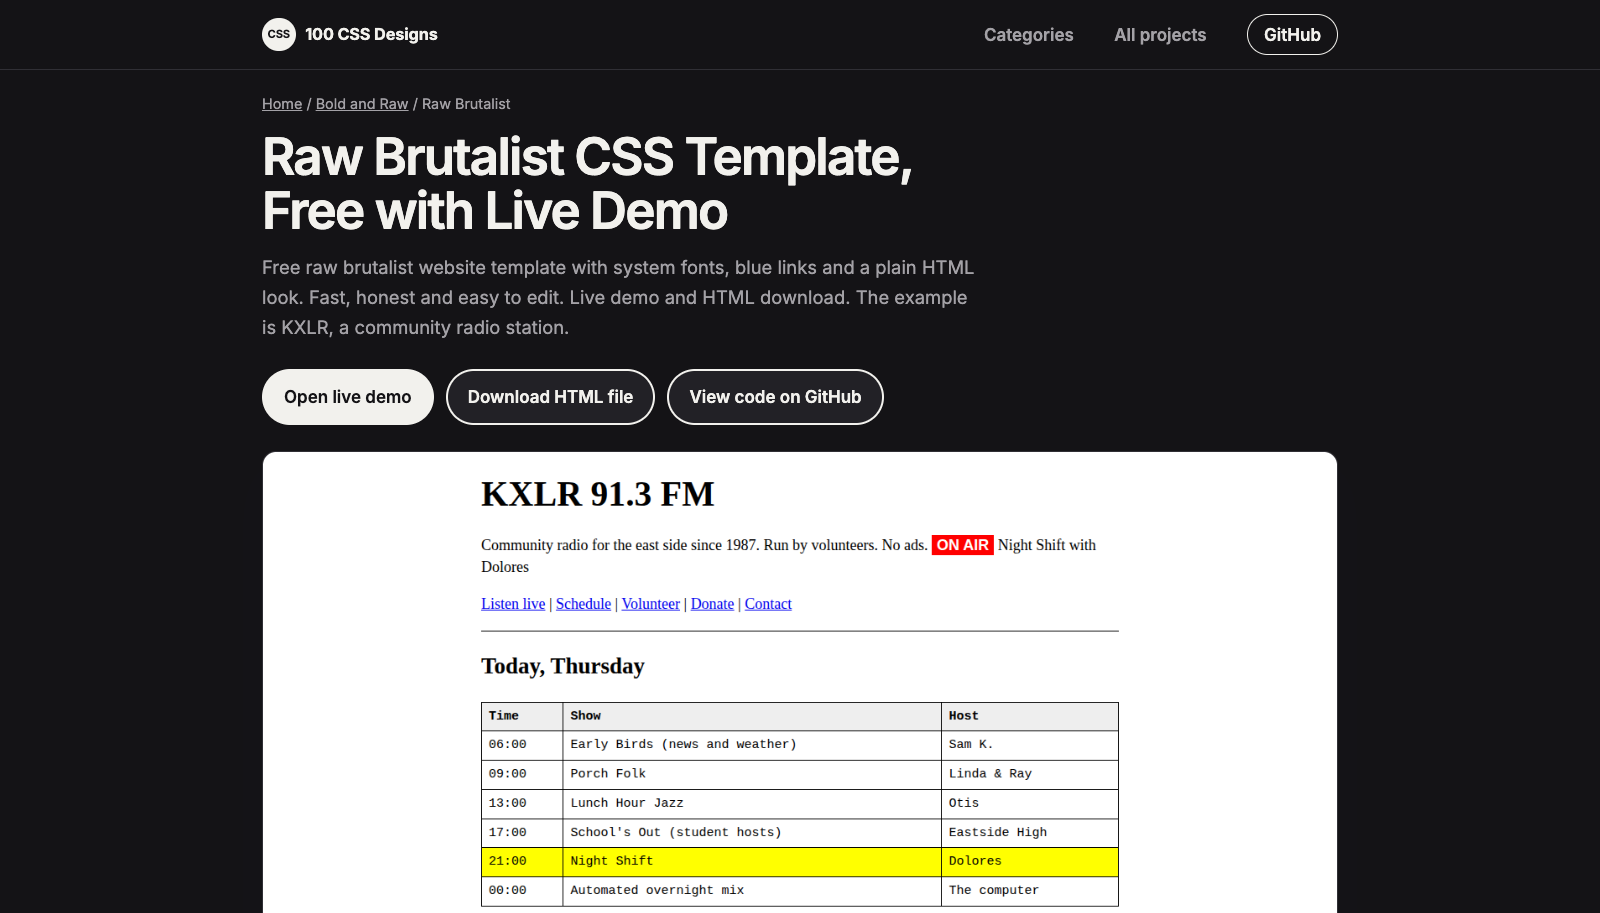 CSS 100 CSS Designs
Categories All projects GitHub
Home / Bold and Raw / Raw Brutalist
Raw Brutalist CSS Template,
Free with Live Demo
Free raw brutalist website template with system fonts, blue links and a plain HTML
look. Fast, honest and easy to edit. Live demo and HTML download. The example
is KXLR, a community radio station.
Open live demo Download HTML file View code on GitHub
KXLR 91.3 FM
Community radio for the east side since 1987. Run by volunteers. No ads. ON AIR Night Shift with
Dolores
Listen live | Schedule | Volunteer | Donate | Contact
Today, Thursday
Time Show Host
06:00 Early Birds (news and weather) Sam K.
09:00 Porch Folk Linda & Ray
13:00 Lunch Hour Jazz Otis
17:00 School's Out (student hosts) Eastside High
21:00 Night Shift Dolores
00:00 Automated overnight mix The computer